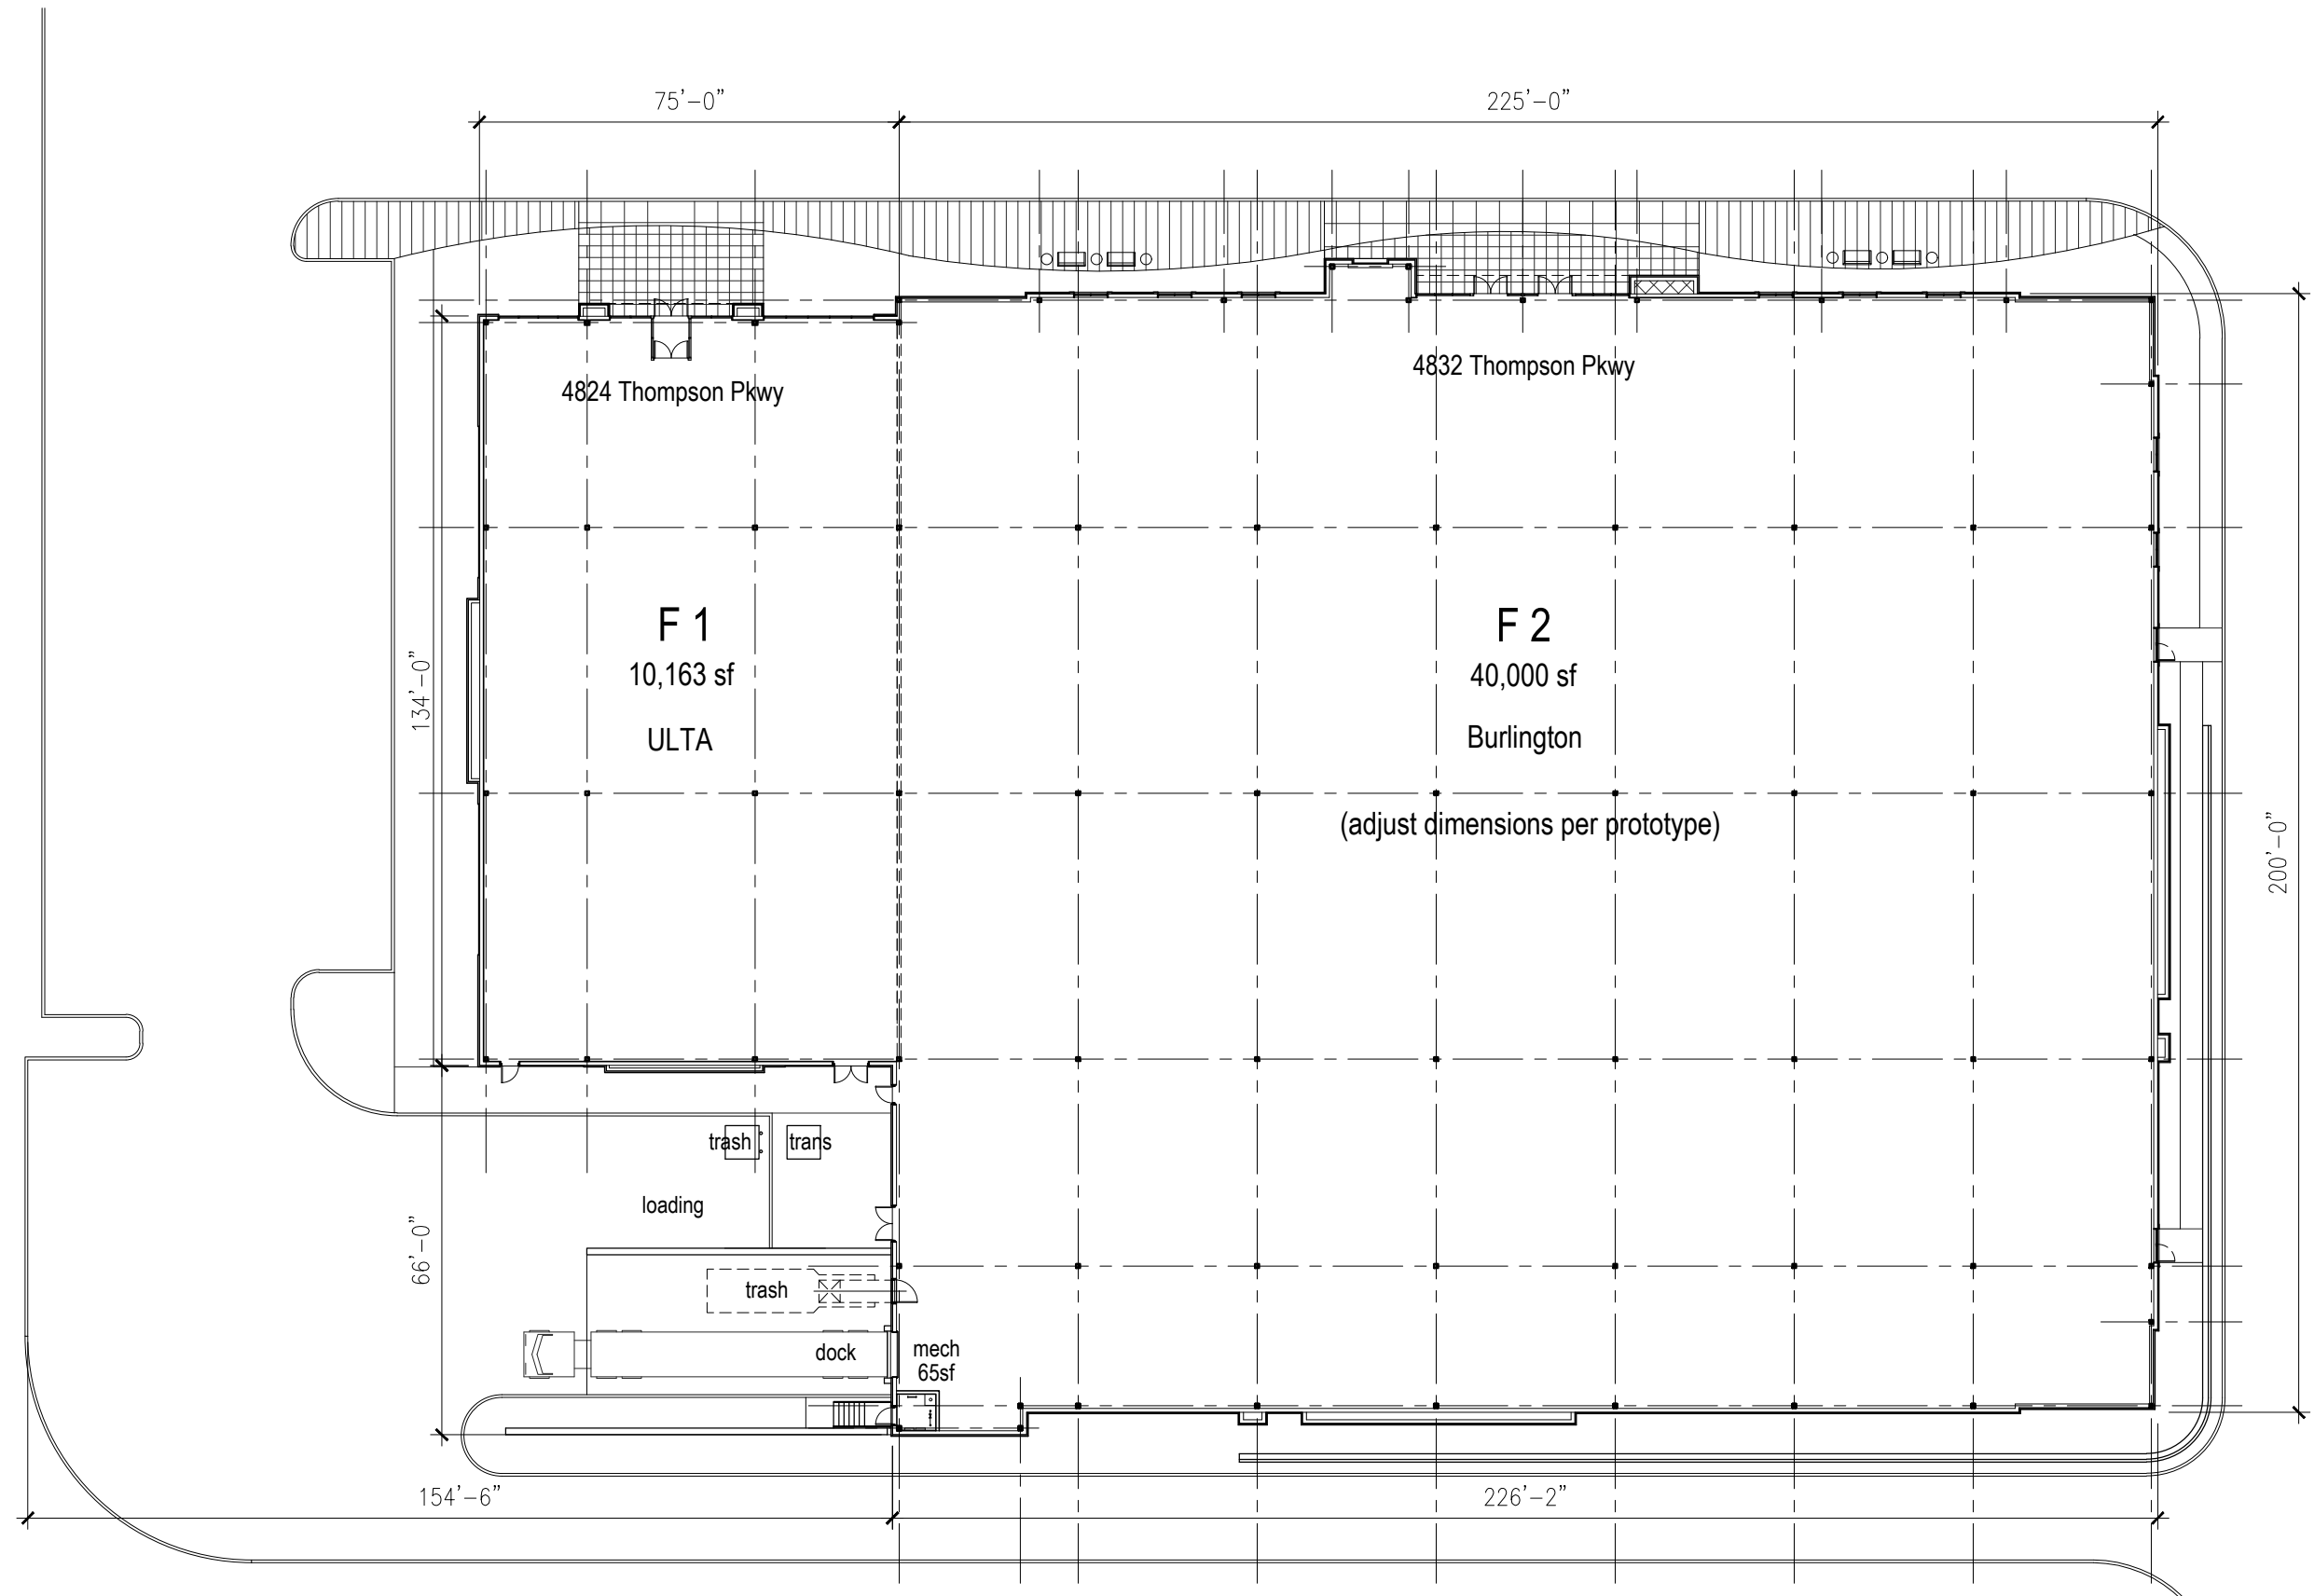 75'-0"
225'-0"
4824 Thompson Pkwy
4832 Thompson Pkwy
F 1
10,163 sf
ULTA
F 2
40,000 sf
Burlington
(adjust dimensions per prototype)
134'-0"
200'-0"
trash
trans
loading
66'-0"
trash
dock
mech
65sf
154'-6"
226'-2"